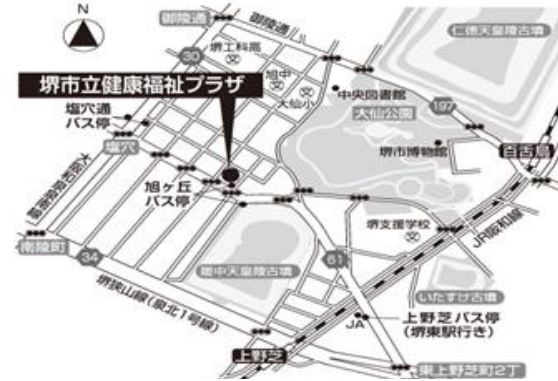 N
御陵通
御陵通
仁徳天皇陵古墳
30
堺工科高
旭中
大仙小
文
文
文
堺市立健康福祉プラザ
中央図書館
197
大仙公園
塩穴通
バス停
塩穴
堺市博物館
百舌鳥
旭ヶ丘
バス停
堺支援学校
文
JR阪和線
南陵町
34
履中天皇陵古墳
61
いたすけ古墳
堺狭山線(泉北1号線)
上野芝バス停
(堺東駅行き)
JA
上野芝
東上野芝町2丁